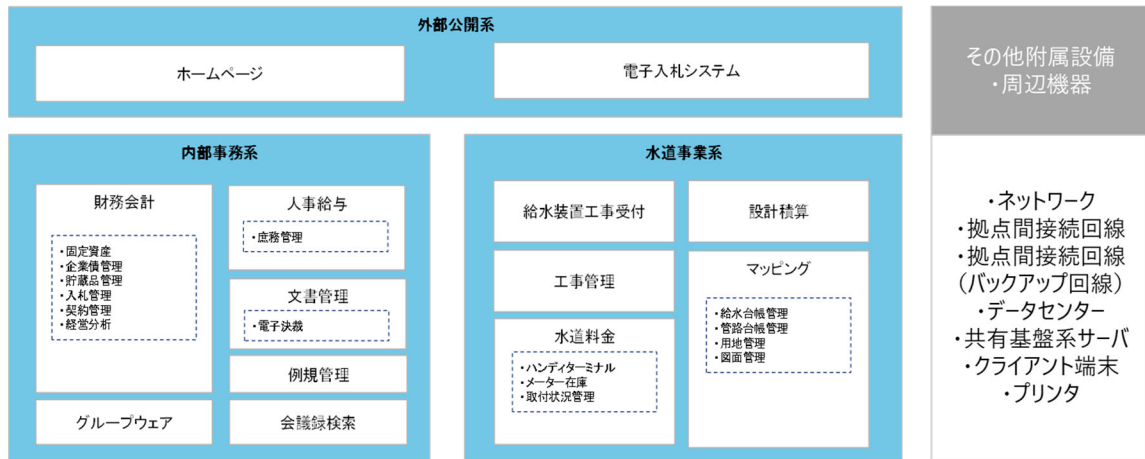 外部公開系
ホームページ
電子入札システム
内部事務系
財務会計
・固定資産
・企業債管理
・貯蔵品管理
・入札管理
・契約管理
・経営分析
人事給与
・庶務管理
文書管理
・電子決裁
例規管理
グループウェア
会議録検索
水道事業系
給水装置工事受付
設計積算
工事管理
水道料金
・ハンディターミナル
・メーター在庫
・取付状況管理
マッピング
・給水台帳管理
・管路台帳管理
・用地管理
・図面管理
その他附属設備
・周辺機器
・ネットワーク
・拠点間接続回線
・拠点間接続回線
（バックアップ回線）
・データセンター
・共有基盤系サーバ
・クライアント端末
・プリンタ